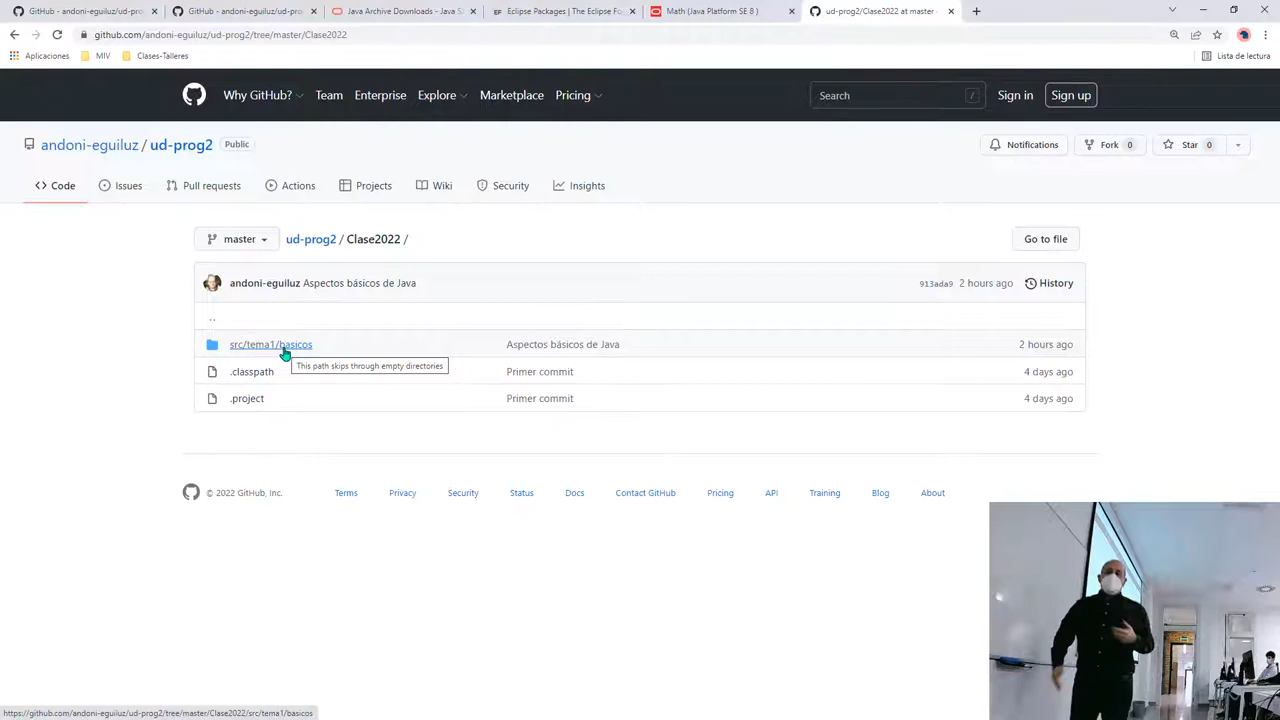 GitHub - andoni-eguiluz/ud-pro
GitHub - andoni-eguiluz/ud-pro
Java Archive Downloads - Java S
Eclipse Packages | The Eclipse Fo
Math (Java Platform SE 8 )
ud-prog2/Clase2022 at master
github.com/andoni-eguiluz/ud-prog2/tree/master/Clase2022
Aplicaciones
MIV
Clases-Talleres
Lista de lectura
Why GitHub?
Team
Enterprise
Explore
Marketplace
Pricing
Search
/
Sign in
Sign up
andoni-eguiluz / ud-prog2
Public
Notifications
Fork 0
Star 0
Code
Issues
Pull requests
Actions
Projects
Wiki
Security
Insights
master
ud-prog2 / Clase2022 /
Go to file
andoni-eguiluz Aspectos básicos de Java
913ada9 2 hours ago
History
..
src/tema1/basicos
Aspectos básicos de Java
2 hours ago
This path skips through empty directories
.classpath
Primer commit
4 days ago
.project
Primer commit
4 days ago
© 2022 GitHub, Inc.
Terms
Privacy
Security
Status
Docs
Contact GitHub
Pricing
API
Training
Blog
About
https://github.com/andoni-eguiluz/ud-prog2/tree/master/Clase2022/src/tema1/basicos